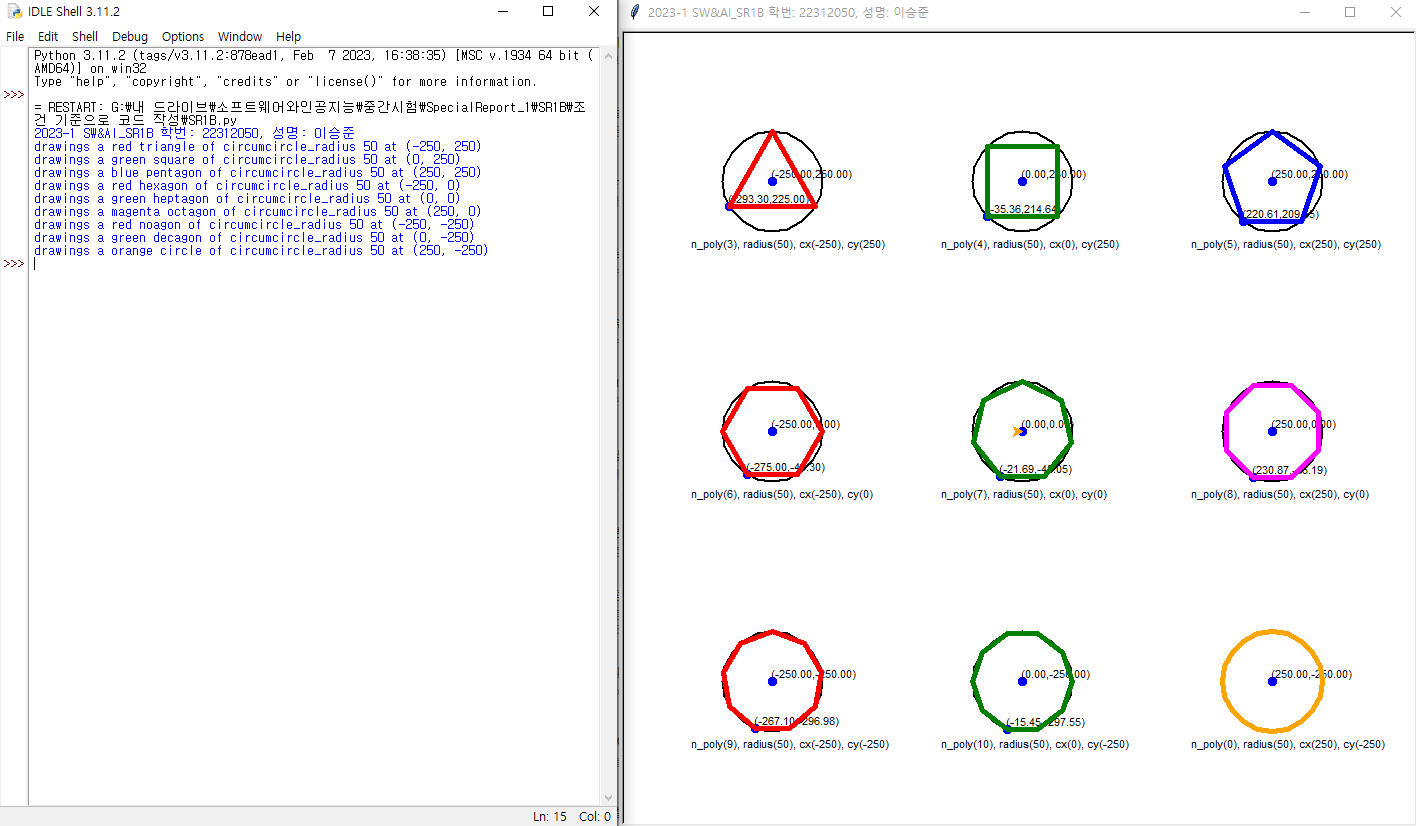 IDLE Shell 3.11.2
File Edit Shell Debug Options Window Help
Python 3.11.2 (tags/v3.11.2:878ead1, Feb 7 2023, 16:38:35) [MSC v.1934 64 bit (
AMD64)] on win32
Type "help", "copyright", "credits" or "license()" for more information.
>>>
= RESTART: G:\내 드라이브\소프트웨어와인공지능\중간시험\SpecialReport_1\SR1B\조
건 기준으로 코드 작성\SR1B.py
2023-1 SW&AI_SR1B 학번: 22312050, 성명: 이승준
drawings a red triangle of circumcircle_radius 50 at (-250, 250)
drawings a green square of circumcircle_radius 50 at (0, 250)
drawings a blue pentagon of circumcircle_radius 50 at (250, 250)
drawings a red hexagon of circumcircle_radius 50 at (-250, 0)
drawings a green heptagon of circumcircle_radius 50 at (0, 0)
drawings a magenta octagon of circumcircle_radius 50 at (250, 0)
drawings a red noagon of circumcircle_radius 50 at (-250, -250)
drawings a green decagon of circumcircle_radius 50 at (0, -250)
drawings a orange circle of circumcircle_radius 50 at (250, -250)
>>>
Ln: 15 Col: 0
2023-1 SW&AI_SR1B 학번: 22312050, 성명: 이승준
(-250.00,250.00)
(-293.30,225.00)
n_poly(3), radius(50), cx(-250), cy(250)
(0.00,250.00)
(-35.36,214.64)
n_poly(4), radius(50), cx(0), cy(250)
(250.00,250.00)
n_poly(5), radius(50), cx(250), cy(250)
(-250.00,0.00)
(-275.00,-43.30)
n_poly(6), radius(50), cx(-250), cy(0)
(0.00,0.00)
(-21.69,-45.05)
n_poly(7), radius(50), cx(0), cy(0)
(250.00,0.00)
(230.87,-46.19)
n_poly(8), radius(50), cx(250), cy(0)
(-250.00,-250.00)
(-267.10,-296.98)
n_poly(9), radius(50), cx(-250), cy(-250)
(0.00,-250.00)
(-15.45,-297.55)
n_poly(10), radius(50), cx(0), cy(-250)
(250.00,-250.00)
n_poly(0), radius(50), cx(250), cy(-250)